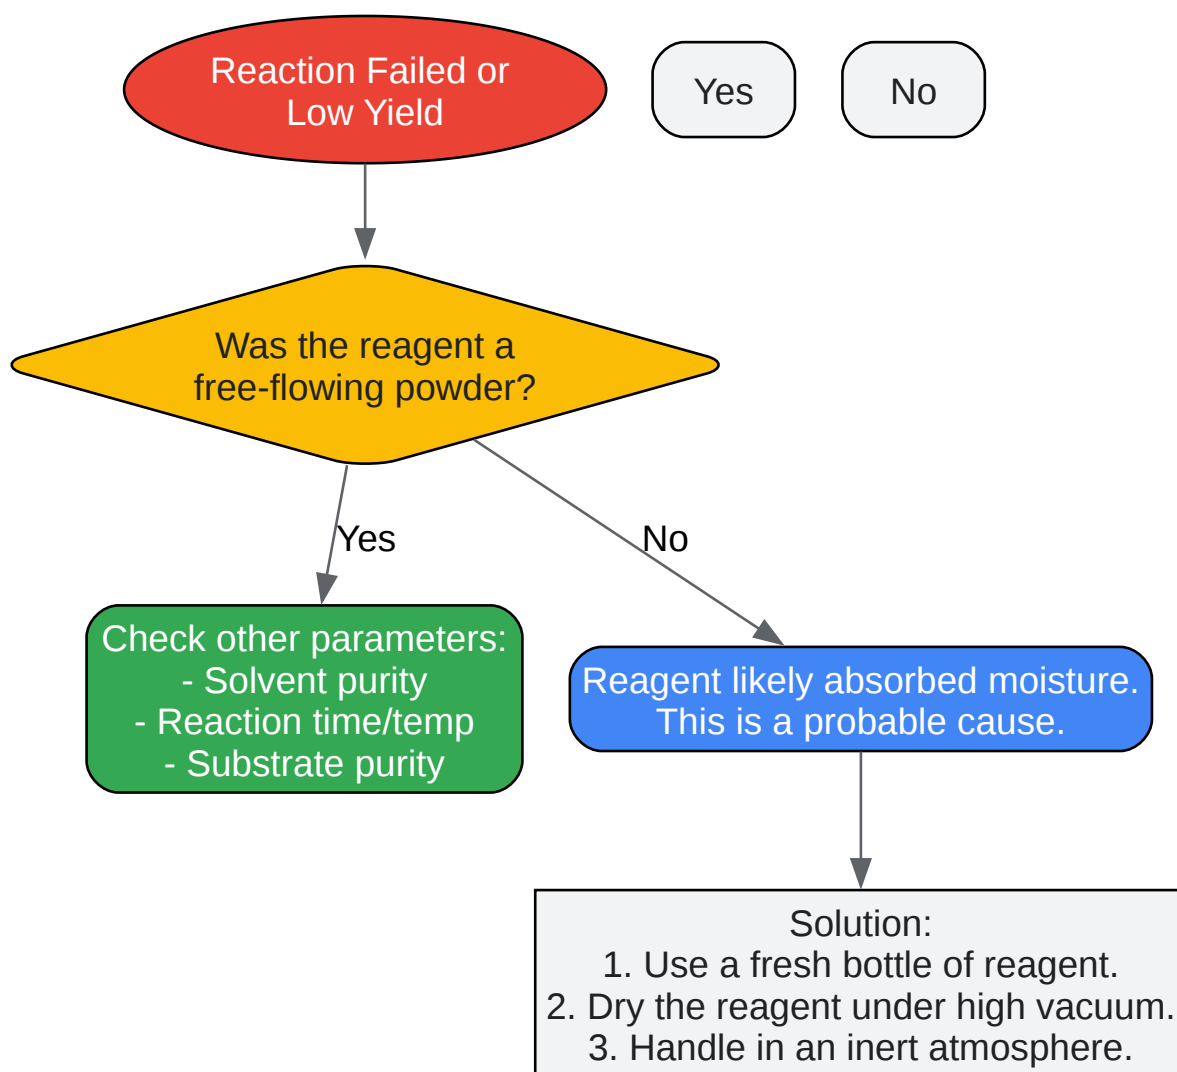 Reaction Failed or
Low Yield
Yes
No
Was the reagent a
free-flowing powder?
Yes
No
Check other parameters:
- Solvent purity
- Reaction time/temp
- Substrate purity
Reagent likely absorbed moisture.
This is a probable cause.
Solution:
1. Use a fresh bottle of reagent.
2. Dry the reagent under high vacuum.
3. Handle in an inert atmosphere.